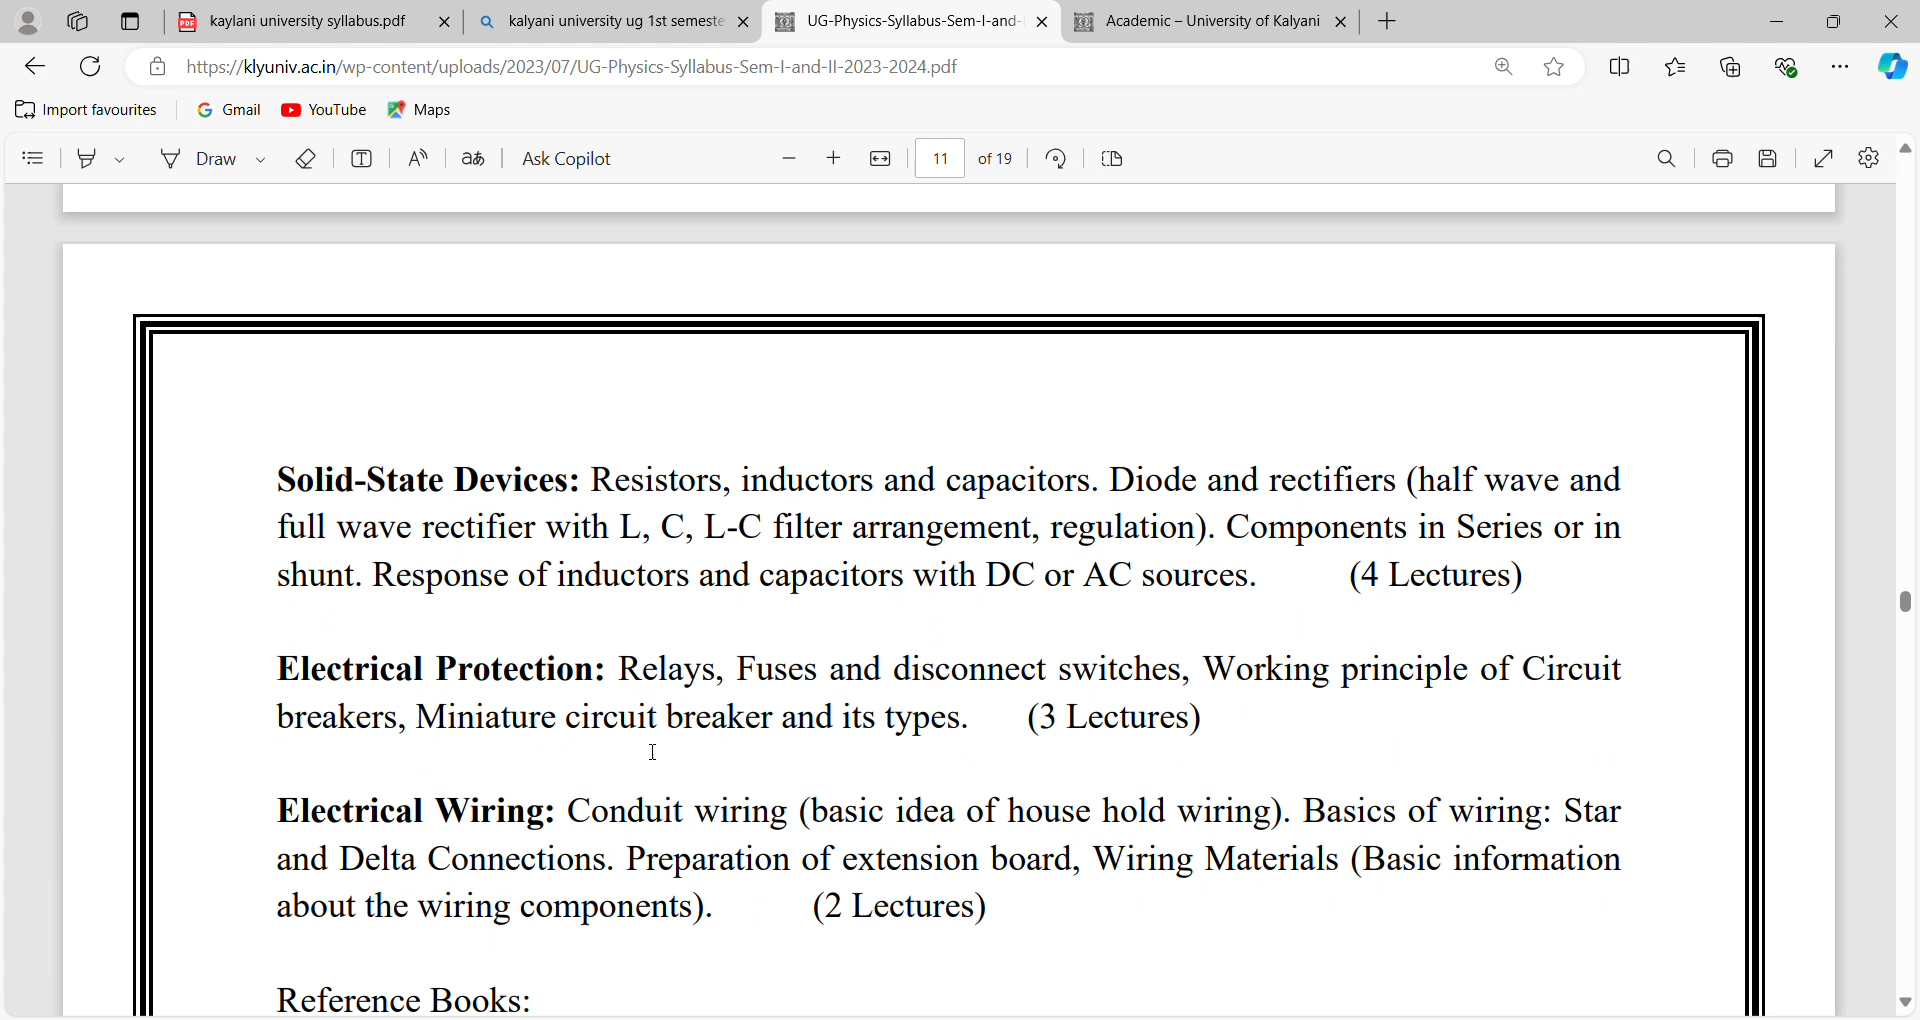 kaylani university syllabus.pdf
kalyani university ug 1st semeste
UG-Physics-Syllabus-Sem-I-and-
Academic – University of Kalyani
https://klyuniv.ac.in/wp-content/uploads/2023/07/UG-Physics-Syllabus-Sem-I-and-II-2023-2024.pdf
Import favourites
Gmail
YouTube
Maps
Draw
aあ
Ask Copilot
11 of 19
Solid-State Devices: Resistors, inductors and capacitors. Diode and rectifiers (half wave and
full wave rectifier with L, C, L-C filter arrangement, regulation). Components in Series or in
shunt. Response of inductors and capacitors with DC or AC sources. (4 Lectures)
Electrical Protection: Relays, Fuses and disconnect switches, Working principle of Circuit
breakers, Miniature circuit breaker and its types. (3 Lectures)
Electrical Wiring: Conduit wiring (basic idea of house hold wiring). Basics of wiring: Star
and Delta Connections. Preparation of extension board, Wiring Materials (Basic information
about the wiring components). (2 Lectures)
Reference Books: